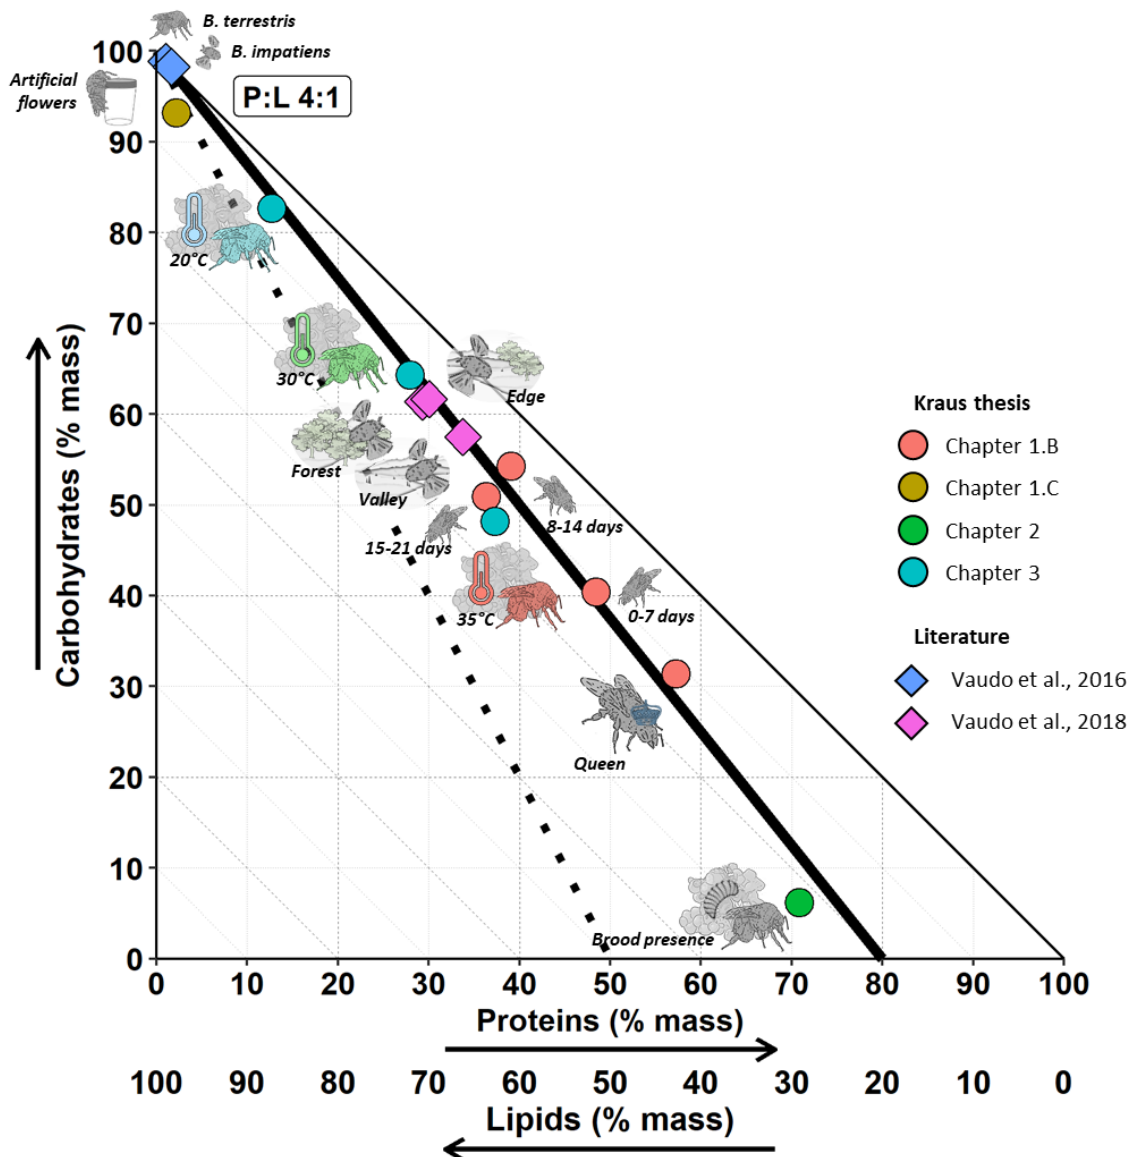 B. terrestris
B. impatiens
Artificial
flowers
P:L 4:1
100
90
80
70
60
50
40
30
20
10
0
Carbohydrates (% mass)
20°C
30°C
Edge
Forest
Valley
8-14 days
15-21 days
35°C
0-7 days
Queen
Brood presence
Kraus thesis
Chapter 1.B
Chapter 1.C
Chapter 2
Chapter 3
Literature
Vaudo et al., 2016
Vaudo et al., 2018
0 10 20 30 40 50 60 70 80 90 100
Proteins (% mass)
100 90 80 70 60 50 40 30 20 10 0
Lipids (% mass)